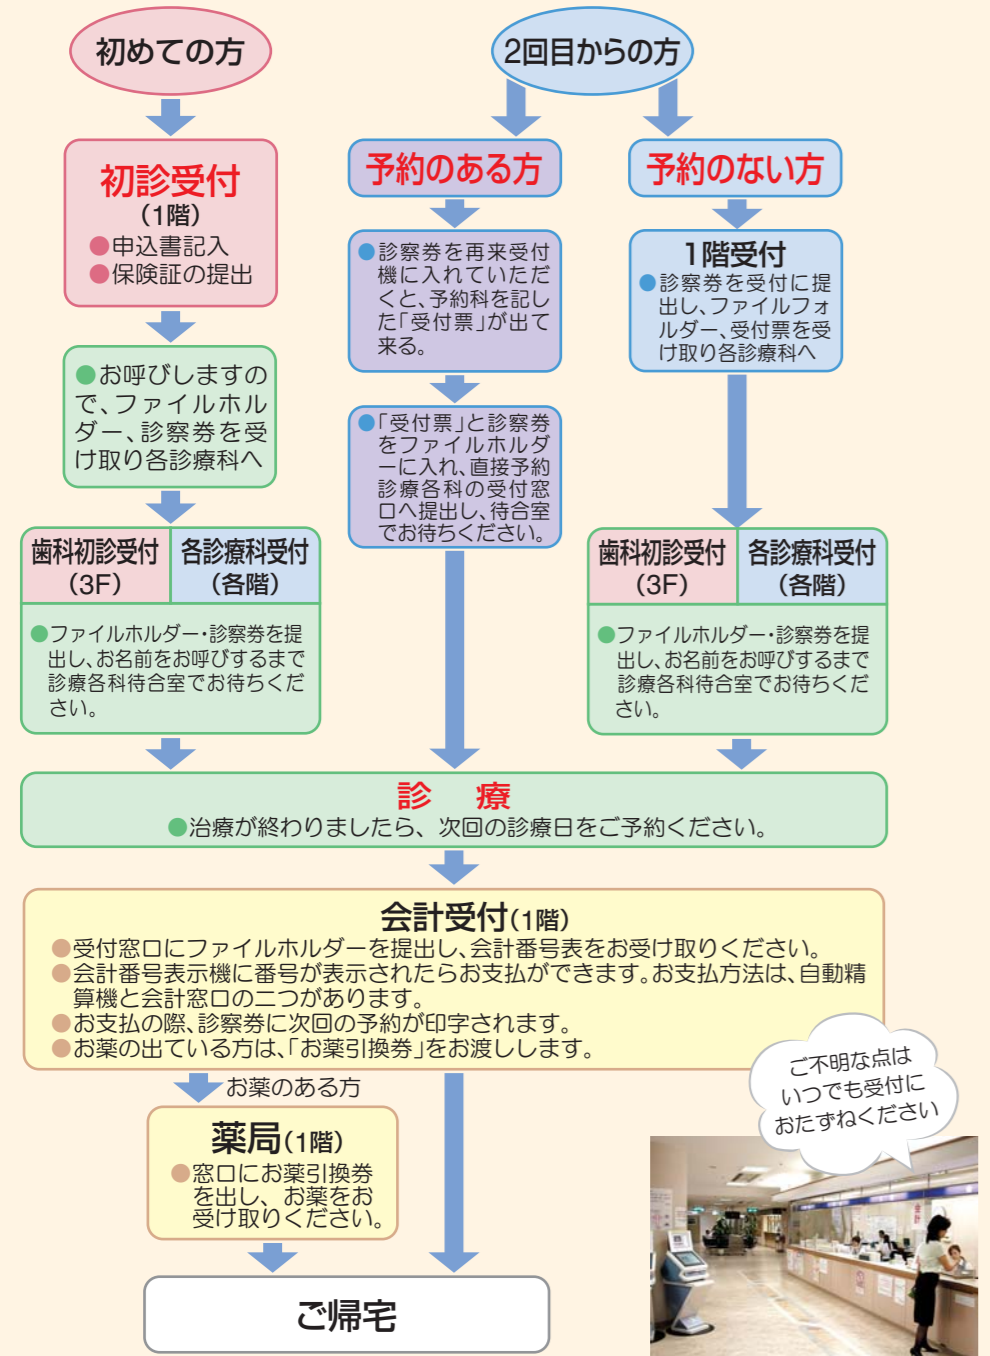 初めての方
初診受付
（1階）
●申込書記入
●保険証の提出
●お呼びしますの
で、ファイルホル
ダー、診察券を受
け取り各診療科へ
歯科初診受付
（3F）
各診療科受付
（各階）
●ファイルホルダー・診察券を提
出し、お名前をお呼びするまで
診療各科待合室でお待ちくだ
さい。
2回目からの方
予約のある方
●診察券を再来受付
機に入れていただ
くと、予約科を記し
た「受付票」が出て
来る。
●「受付票」と診察券
をファイルホルダ
ーに入れ、直接予約
診療各科の受付窓
口へ提出し、待合室
でお待ちください。
予約のない方
1階受付
●診察券を受付に提
出し、ファイルフォ
ルダー、受付票を受
け取り各診療科へ
歯科初診受付
（3F）
各診療科受付
（各階）
●ファイルホルダー・診察券を提
出し、お名前をお呼びするまで
診療各科待合室でお待ちくだ
さい。
診　療
●治療が終わりましたら、次回の診療日をご予約ください。
会計受付（1階）
●受付窓口にファイルホルダーを提出し、会計番号表をお受け取りください。
●会計番号表示機に番号が表示されたらお支払ができます。お支払方法は、自動精
算機と会計窓口の二つがあります。
●お支払の際、診察券に次回の予約が印字されます。
●お薬の出ている方は、「お薬引換券」をお渡しします。
お薬のある方
薬局（1階）
●窓口にお薬引換券
を出し、お薬をお
受け取りください。
ご帰宅
ご不明な点は
いつでも受付に
おたずねください
会計